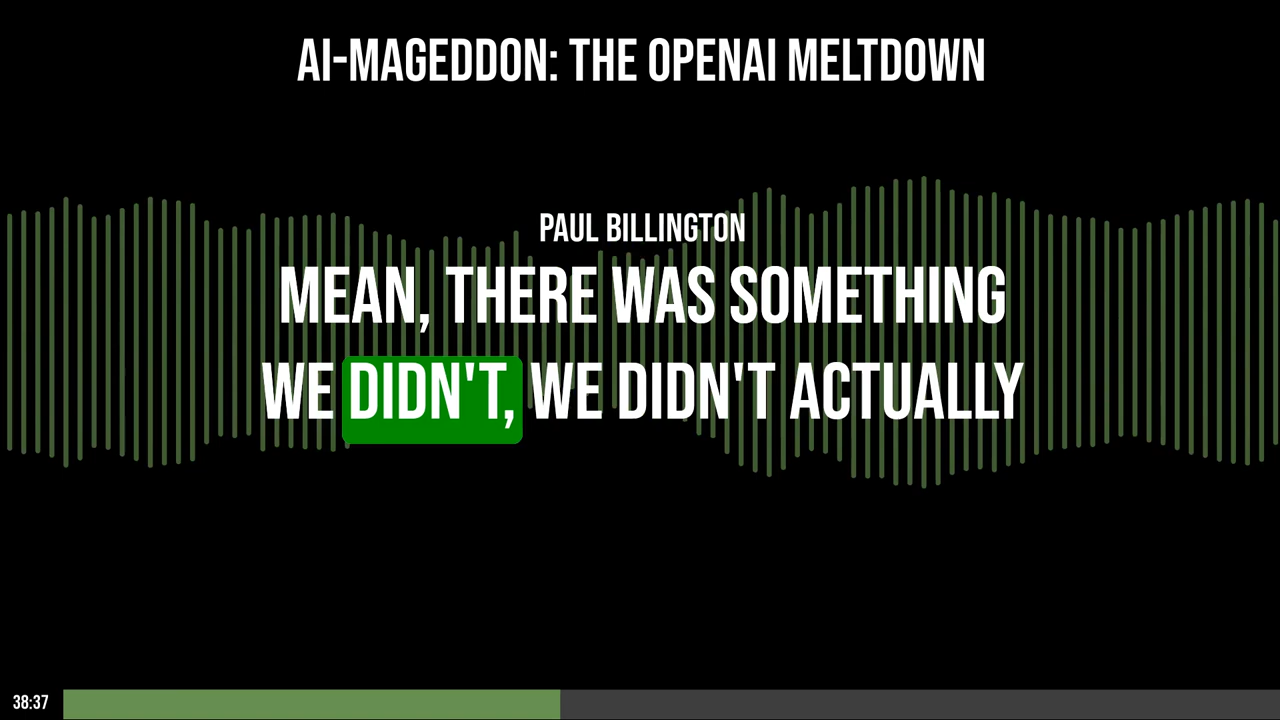 AI-MAGEDDON: THE OPENAI MELTDOWN
PAUL BILLINGTON
MEAN, THERE WAS SOMETHING
WE DIDN'T, WE DIDN'T ACTUALLY
38:37